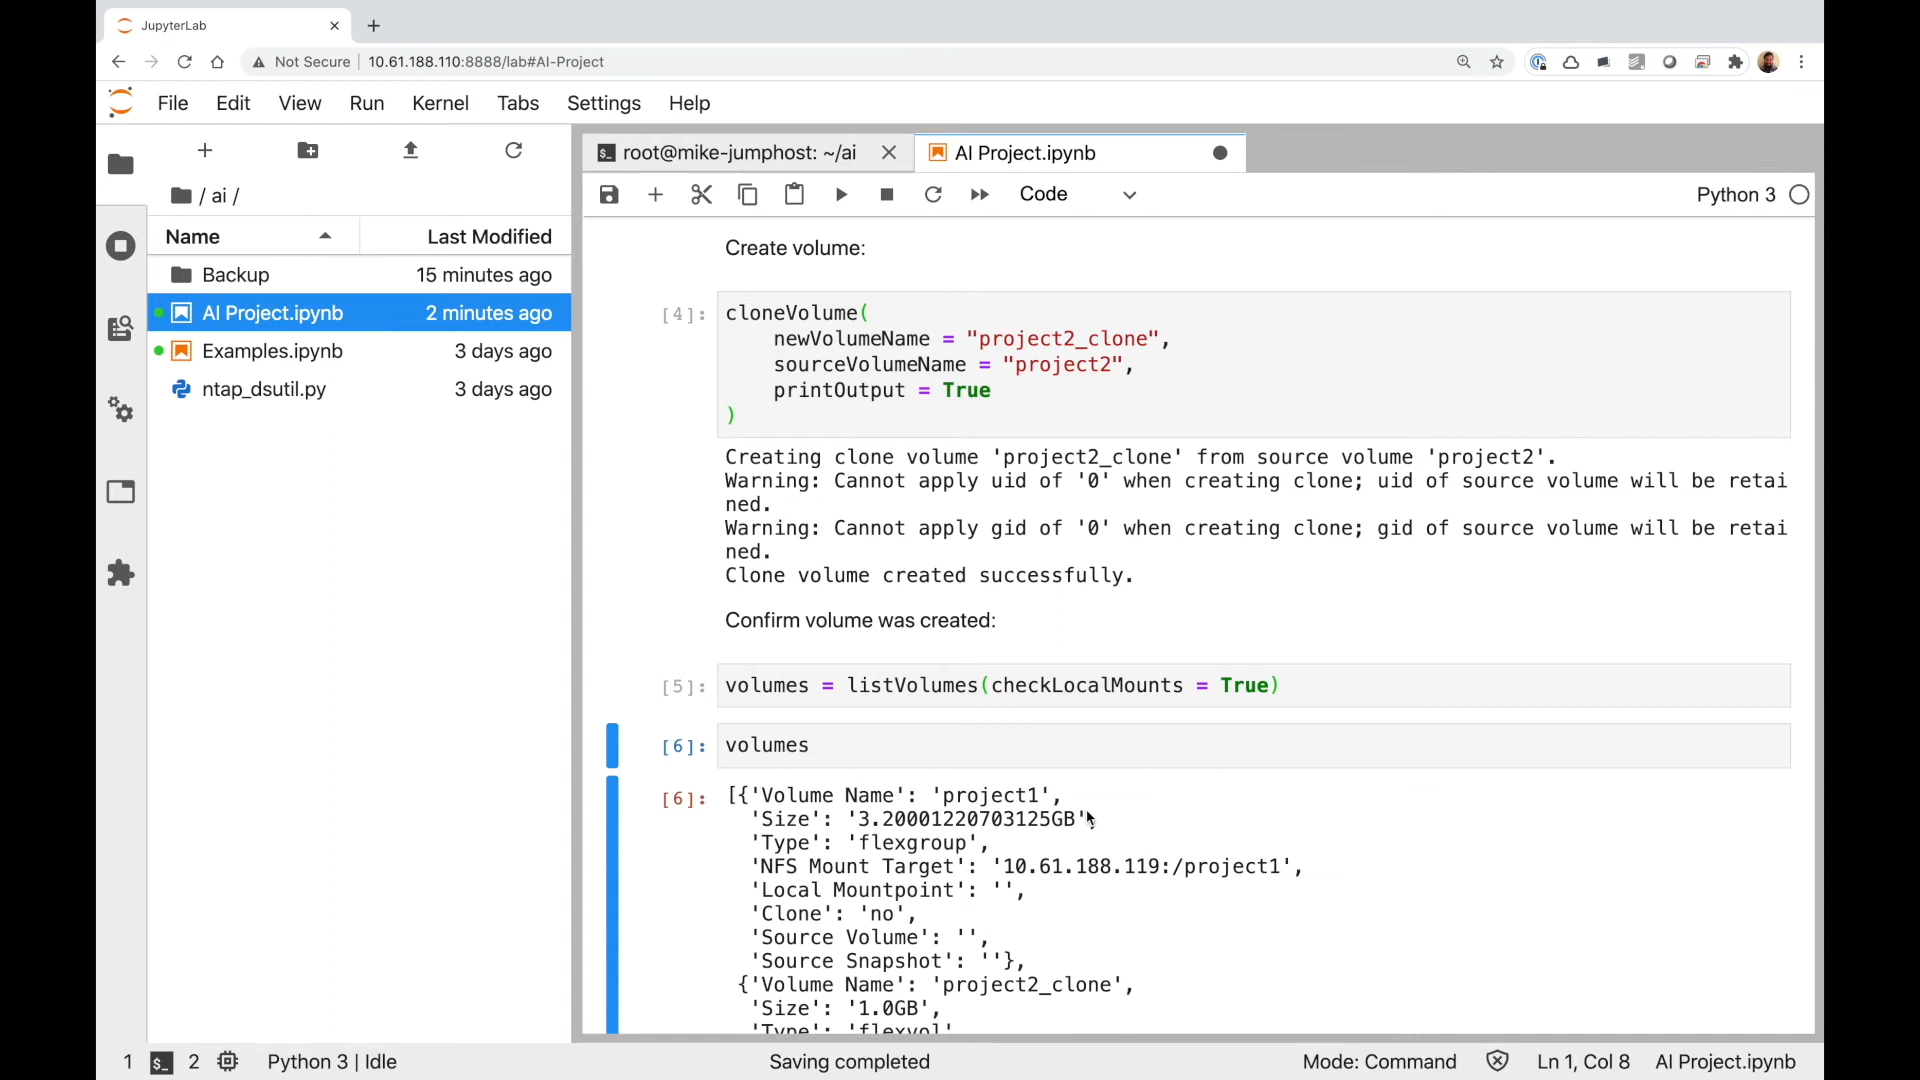 JupyterLab
Not Secure
10.61.188.110:8888/lab#AI-Project
File Edit View Run Kernel Tabs Settings Help
/ ai /
Name Last Modified
Backup 15 minutes ago
AI Project.ipynb 2 minutes ago
Examples.ipynb 3 days ago
ntap_dsutil.py 3 days ago
root@mike-jumphost: ~/ai
AI Project.ipynb
Code
Python 3
Create volume:
[4]: cloneVolume(
newVolumeName = "project2_clone",
sourceVolumeName = "project2",
printOutput = True
)
Creating clone volume 'project2_clone' from source volume 'project2'.
Warning: Cannot apply uid of '0' when creating clone; uid of source volume will be retai
ned.
Warning: Cannot apply gid of '0' when creating clone; gid of source volume will be retai
ned.
Clone volume created successfully.
Confirm volume was created:
[5]: volumes = listVolumes(checkLocalMounts = True)
[6]: volumes
[6]: [{'Volume Name': 'project1',
'Size': '3.20001220703125GB',
'Type': 'flexgroup',
'NFS Mount Target': '10.61.188.119:/project1',
'Local Mountpoint': '',
'Clone': 'no',
'Source Volume': '',
'Source Snapshot': ''},
{'Volume Name': 'project2_clone',
'Size': '1.0GB',
'Type': 'flexvol'
1 $_ 2 Python 3 | Idle Saving completed Mode: Command Ln 1, Col 8 AI Project.ipynb